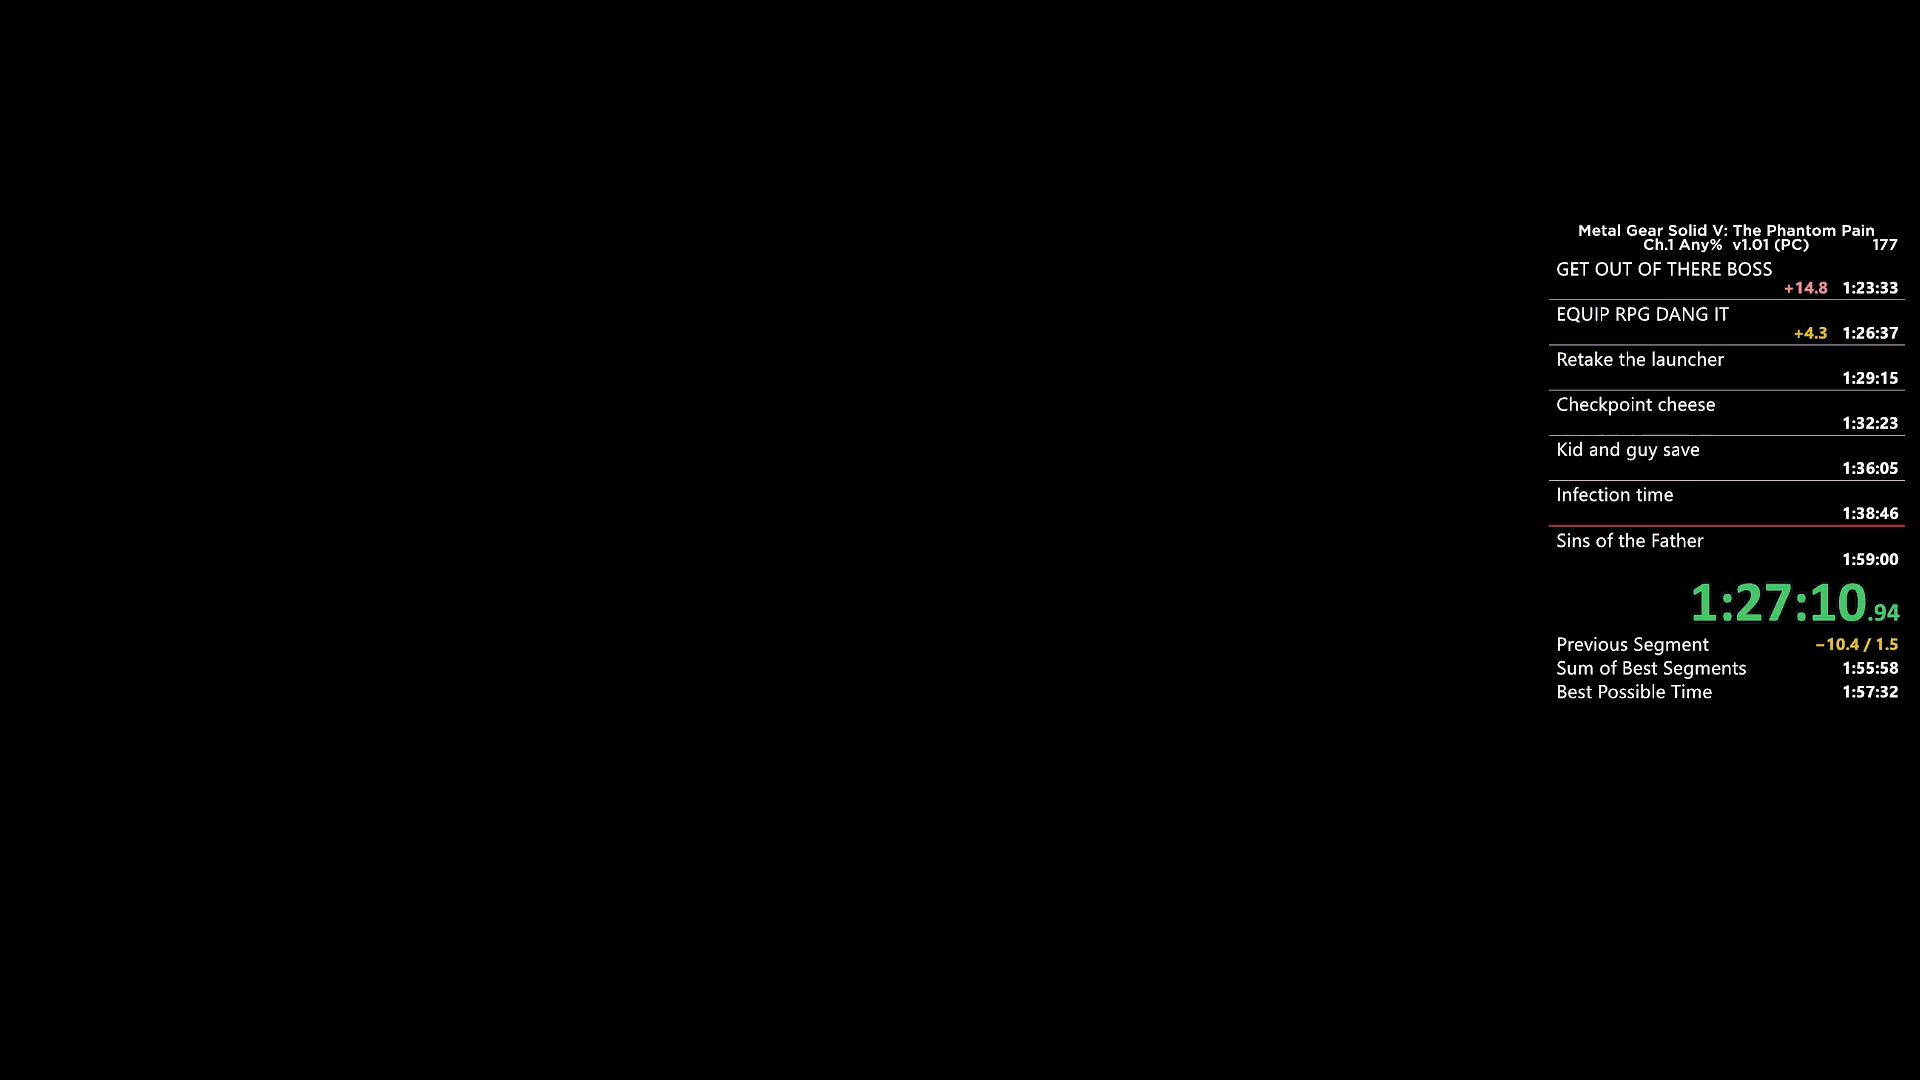 Metal Gear Solid V: The Phantom Pain
Ch.1 Any%  v1.01 (PC) 177
GET OUT OF THERE BOSS
+14.8 1:23:33
EQUIP RPG DANG IT
+4.3 1:26:37
Retake the launcher
1:29:15
Checkpoint cheese
1:32:23
Kid and guy save
1:36:05
Infection time
1:38:46
Sins of the Father
1:59:00
1:27:10.94
Previous Segment −10.4 / 1.5
Sum of Best Segments 1:55:58
Best Possible Time 1:57:32